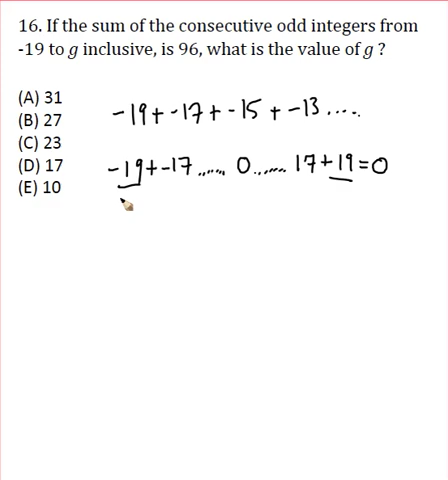 16. If the sum of the consecutive odd integers from
-19 to g inclusive, is 96, what is the value of g ?
(A) 31
(B) 27
(C) 23
(D) 17
(E) 10
-19+-17+-15+-13.....
-19+-17......0......17+19=0